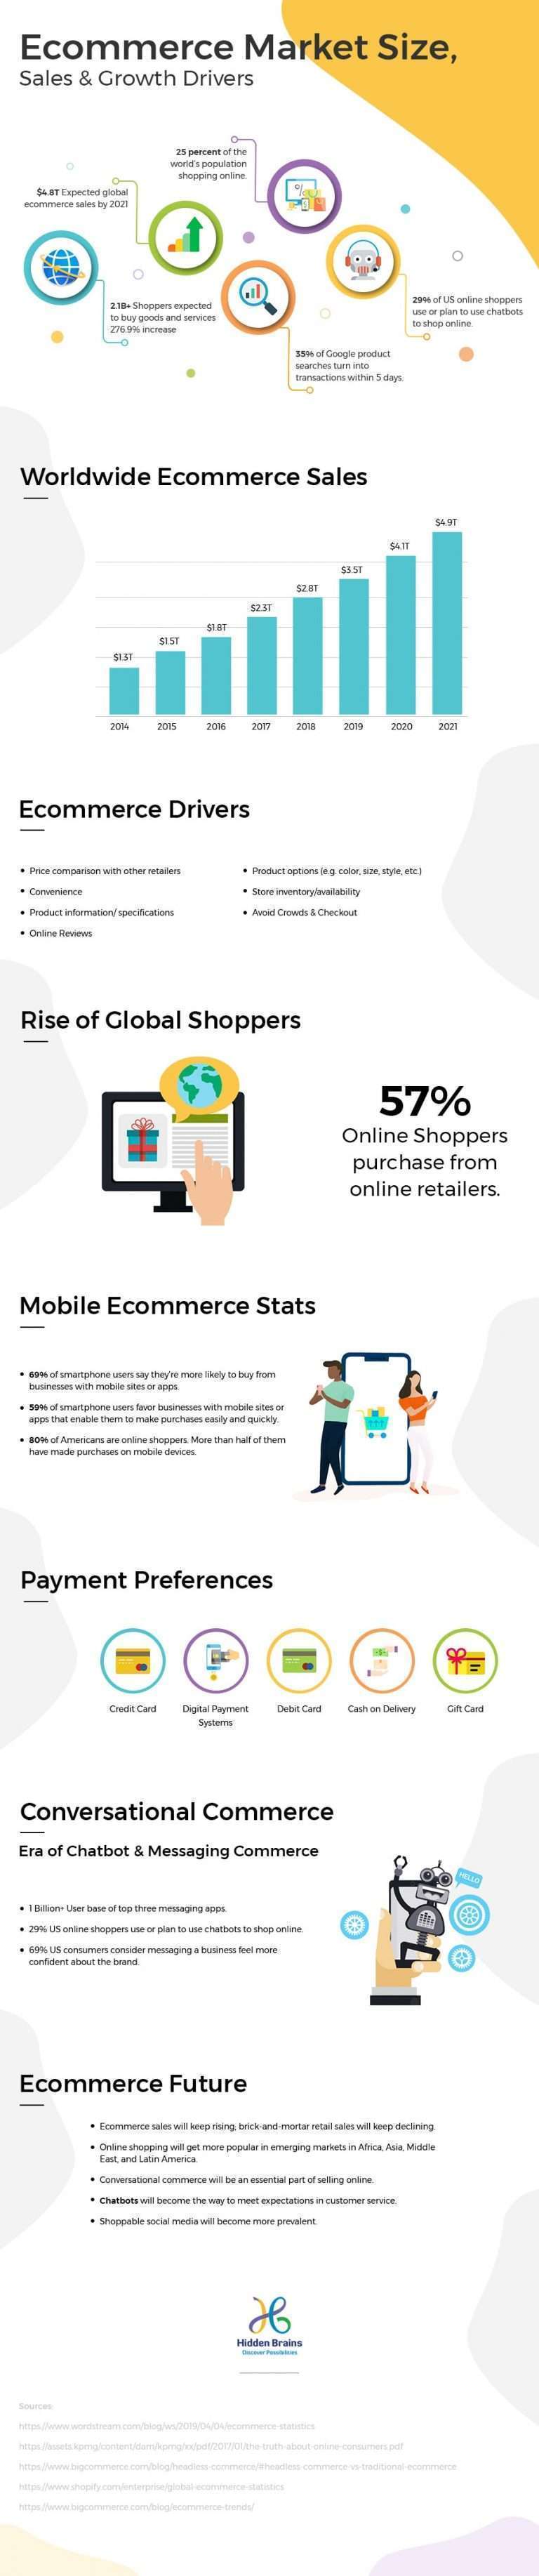 Ecommerce Market Size,
Sales & Growth Drivers
25 percent of the
world's population
shopping online.
$4.8T Expected global
ecommerce sales by 2021
2.1B+ Shoppers expected
to buy goods and services
276.9% increase
29% of US online shoppers
use or plan to use chatbots
to shop online.
35% of Google product
searches turn into
transactions within 5 days.
Worldwide Ecommerce Sales
$4.9T
$4.1T
$3.5T
$2.8T
$2.3T
$1.8T
$1.5T
$1.3T
2014 2015 2016 2017 2018 2019 2020 2021
Ecommerce Drivers
• Price comparison with other retailers
• Convenience
• Product information/ specifications
• Online Reviews
• Product options (e.g. color, size, style, etc.)
• Store inventory/availability
• Avoid Crowds & Checkout
Rise of Global Shoppers
57%
Online Shoppers
purchase from
online retailers.
Mobile Ecommerce Stats
• 69% of smartphone users say they're more likely to buy from
businesses with mobile sites or apps.
• 59% of smartphone users favor businesses with mobile sites or
apps that enable them to make purchases easily and quickly.
• 80% of Americans are online shoppers. More than half of them
have made purchases on mobile devices.
Payment Preferences
Credit Card
Digital Payment
Systems
Debit Card
Cash on Delivery
Gift Card
Conversational Commerce
Era of Chatbot & Messaging Commerce
HELLO
• 1 Billion+ User base of top three messaging apps.
• 29% US online shoppers use or plan to use chatbots to shop online.
• 69% US consumers consider messaging a business feel more
confident about the brand.
Ecommerce Future
• Ecommerce sales will keep rising; brick-and-mortar retail sales will keep declining.
• Online shopping will get more popular in emerging markets in Africa, Asia, Middle
East, and Latin America.
• Conversational commerce will be an essential part of selling online.
• Chatbots will become the way to meet expectations in customer service.
• Shoppable social media will become more prevalent.
Hidden Brains
Discover Possibilities
Sources
https://www.wordstream.com/blog/ws/2019/04/04/ecommerce-statistics
https://assets.kpmg/content/dam/kpmg/xx/pdf/2017/01/the-truth-about-online-consumers.pdf
https://www.bigcommerce.com/blog/headless-commerce/#headless-commerce-vs-traditional-ecommerce
https://www.shopify.com/enterprise/global-ecommerce-statistics
https://www.bigcommerce.com/blog/ecommerce-trends/